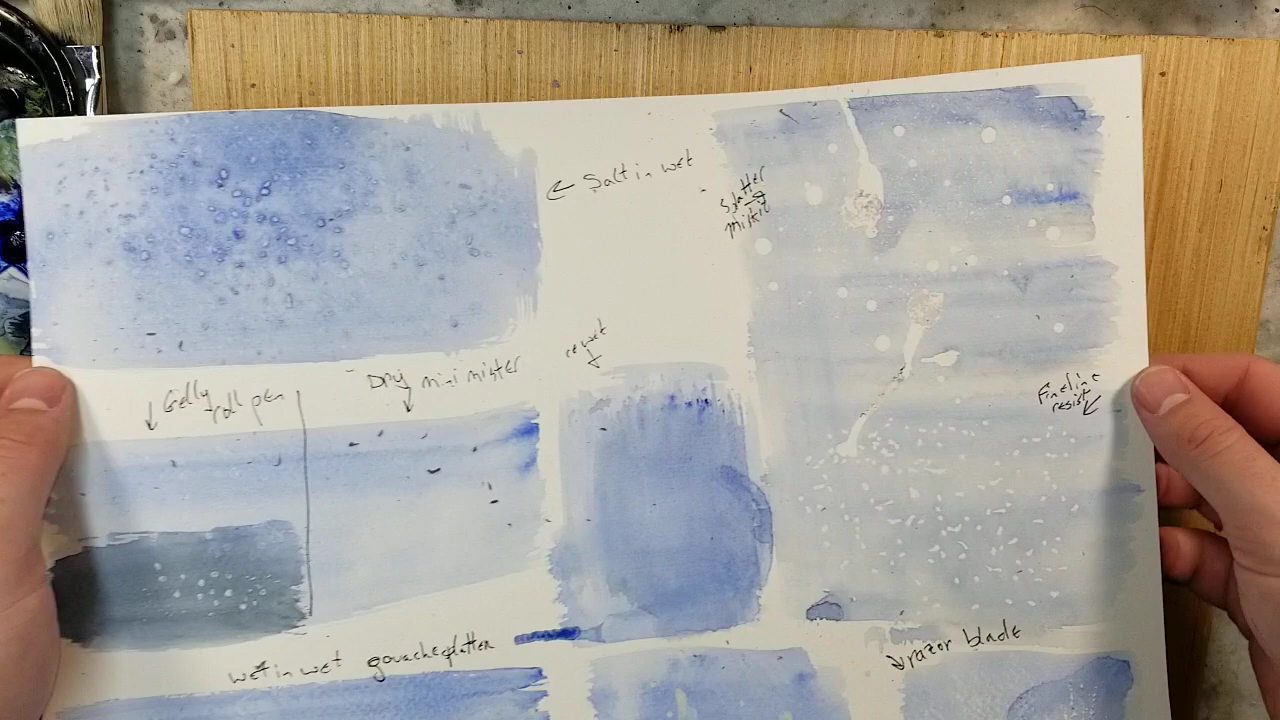 ← Salt in wet
Splatter
miskit
rewet
Dry mini mister
Gelly
roll pen
Fineline
resist
razor blade
wet in wet gouache splatter